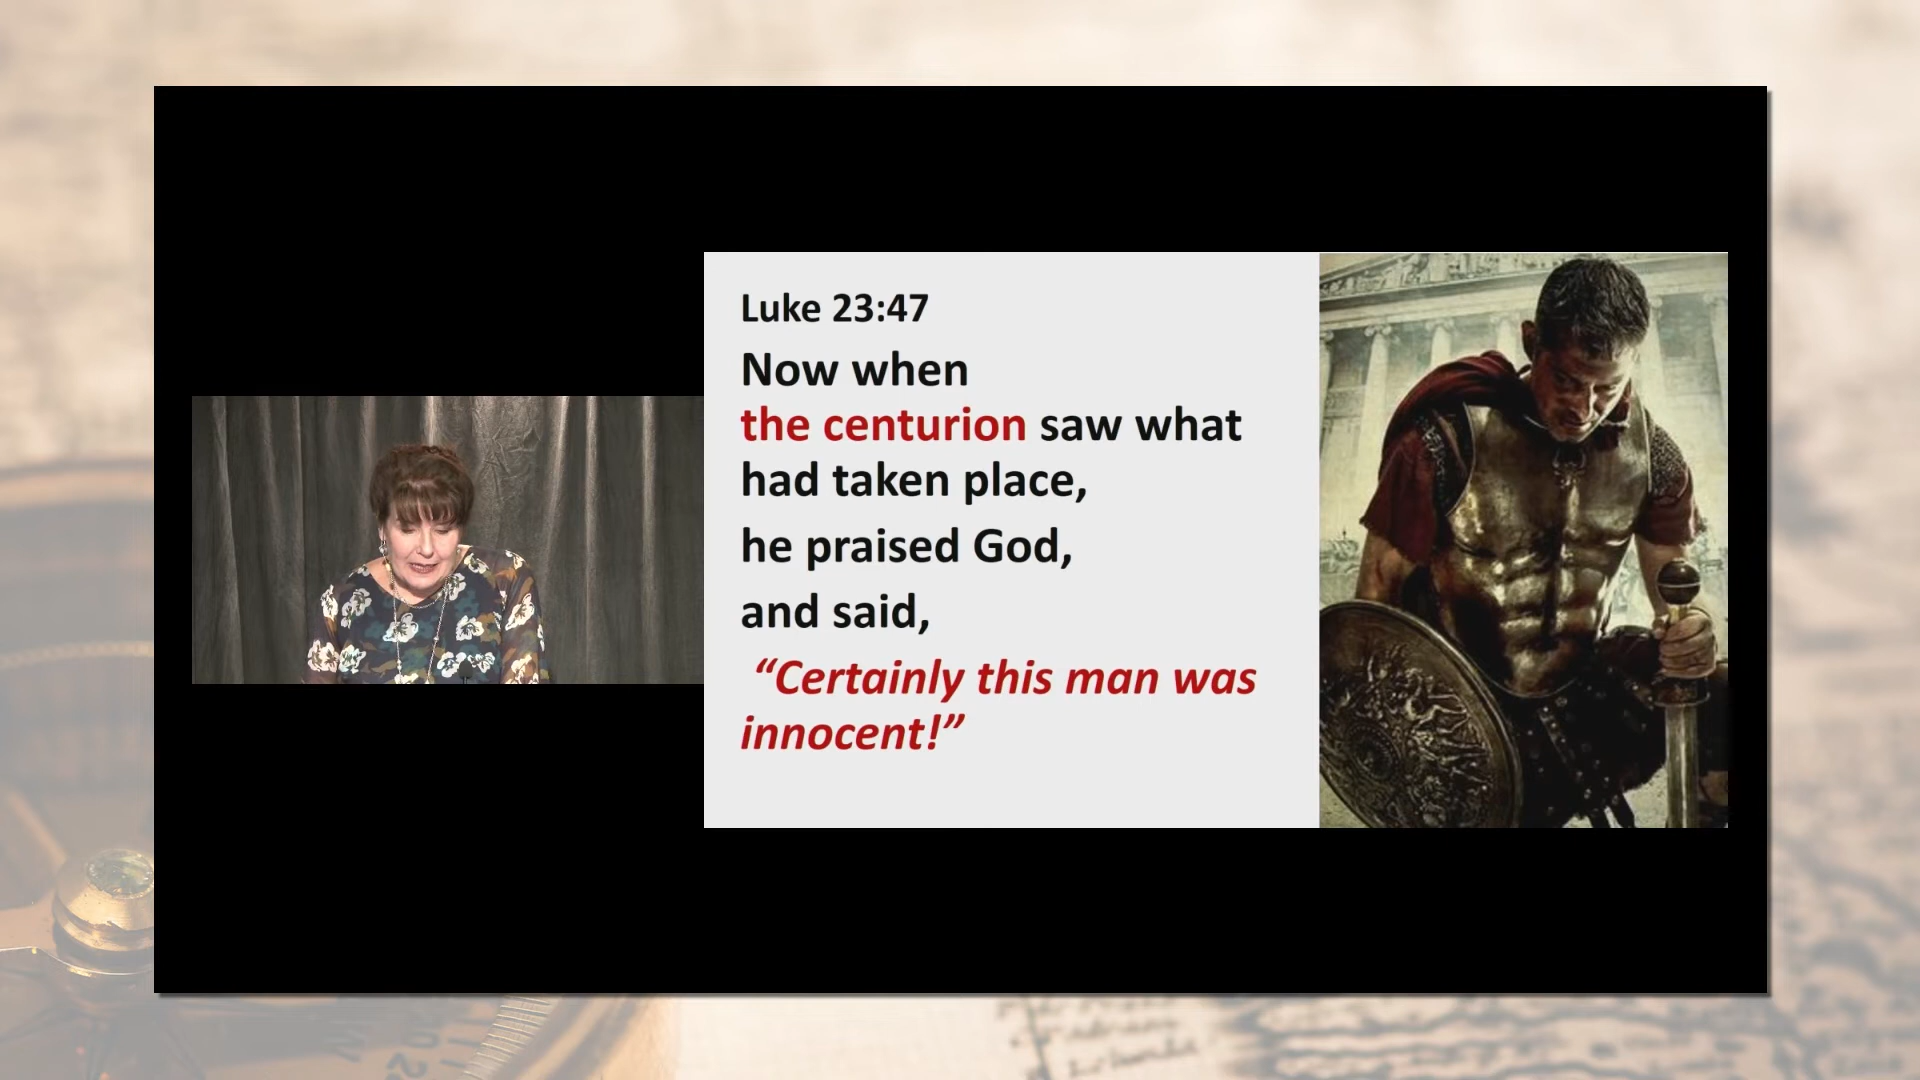 Luke 23:47
Now when
the centurion saw what
had taken place,
he praised God,
and said,
“Certainly this man was
innocent!”